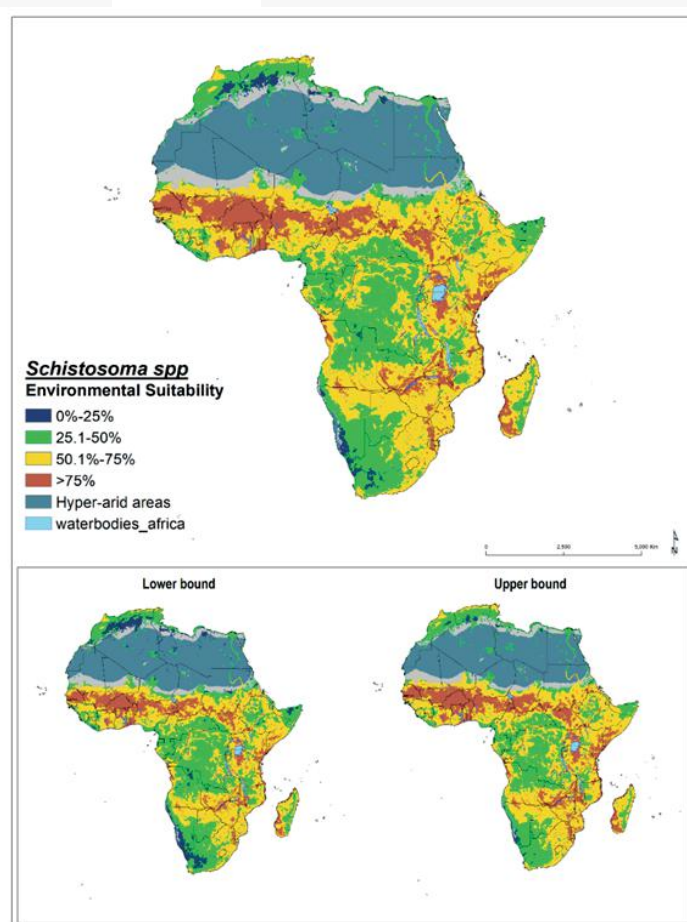 Schistosoma spp
Environmental Suitability
0%-25%
25.1-50%
50.1%-75%
>75%
Hyper-arid areas
waterbodies_africa
0 2,500 5,000 Km
N
Lower bound Upper bound